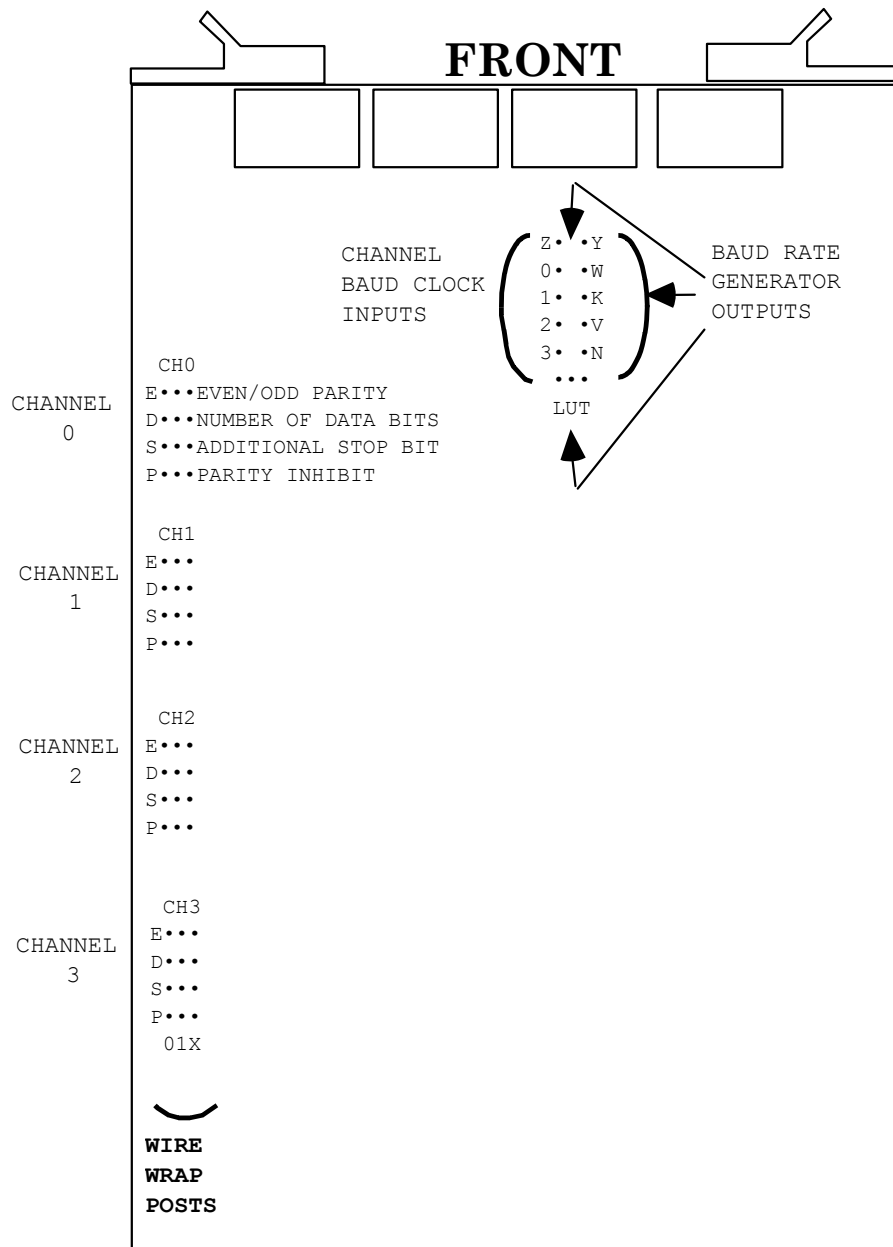 FRONT
CHANNEL
BAUD CLOCK
INPUTS
Z• •Y
0• •W
1• •K
2• •V
3• •N
•••
LUT
BAUD RATE
GENERATOR
OUTPUTS
CHANNEL
0
CH0
E•••EVEN/ODD PARITY
D•••NUMBER OF DATA BITS
S•••ADDITIONAL STOP BIT
P•••PARITY INHIBIT
CHANNEL
1
CH1
E•••
D•••
S•••
P•••
CHANNEL
2
CH2
E•••
D•••
S•••
P•••
CHANNEL
3
CH3
E•••
D•••
S•••
P•••
01X
WIRE
WRAP
POSTS